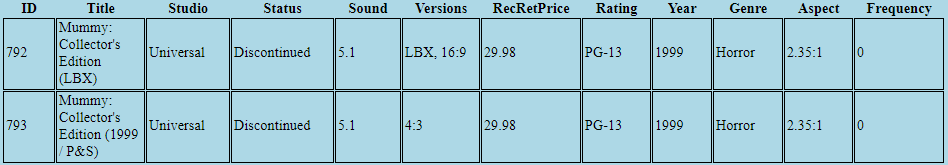 ID Title Studio Status Sound Versions RecRetPrice Rating Year Genre Aspect Frequency
792 Mummy: Collector's Edition (LBX) Universal Discontinued 5.1 LBX, 16:9 29.98 PG-13 1999 Horror 2.35:1 0
793 Mummy: Collector's Edition (1999 / P&S) Universal Discontinued 5.1 4:3 29.98 PG-13 1999 Horror 2.35:1 0